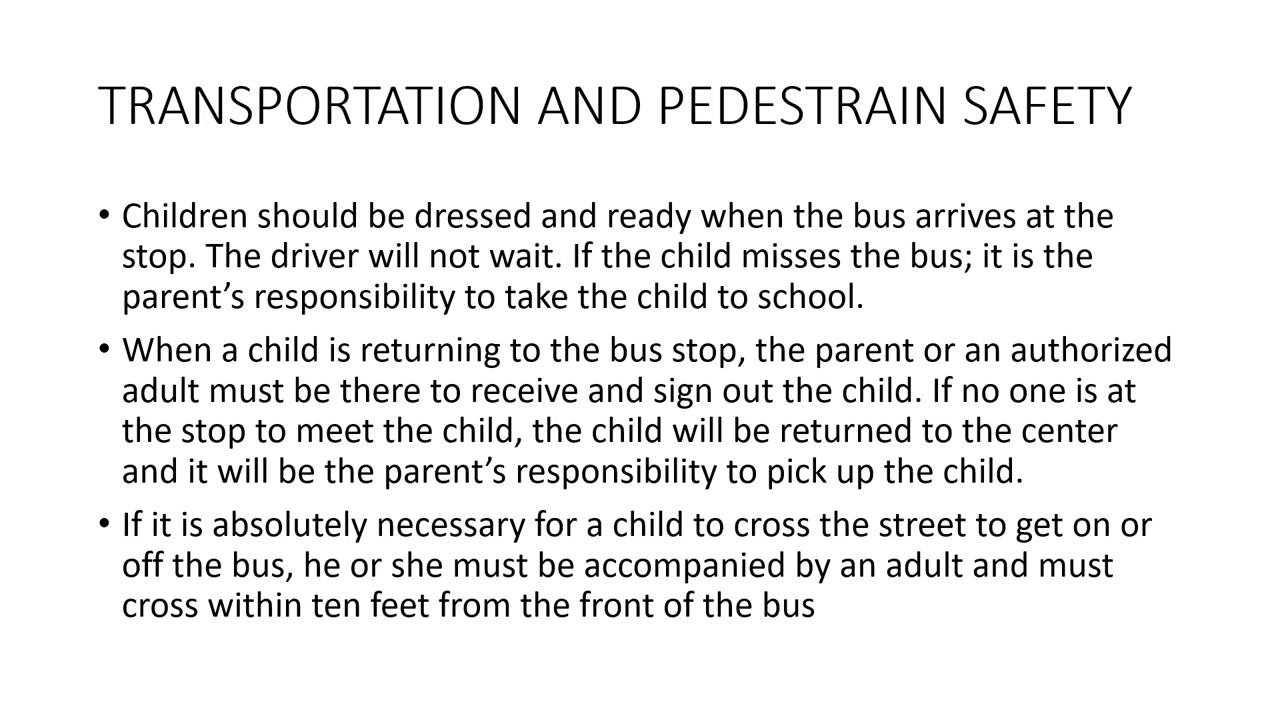 TRANSPORTATION AND PEDESTRAIN SAFETY
• Children should be dressed and ready when the bus arrives at the
stop. The driver will not wait. If the child misses the bus; it is the
parent’s responsibility to take the child to school.
• When a child is returning to the bus stop, the parent or an authorized
adult must be there to receive and sign out the child. If no one is at
the stop to meet the child, the child will be returned to the center
and it will be the parent’s responsibility to pick up the child.
• If it is absolutely necessary for a child to cross the street to get on or
off the bus, he or she must be accompanied by an adult and must
cross within ten feet from the front of the bus